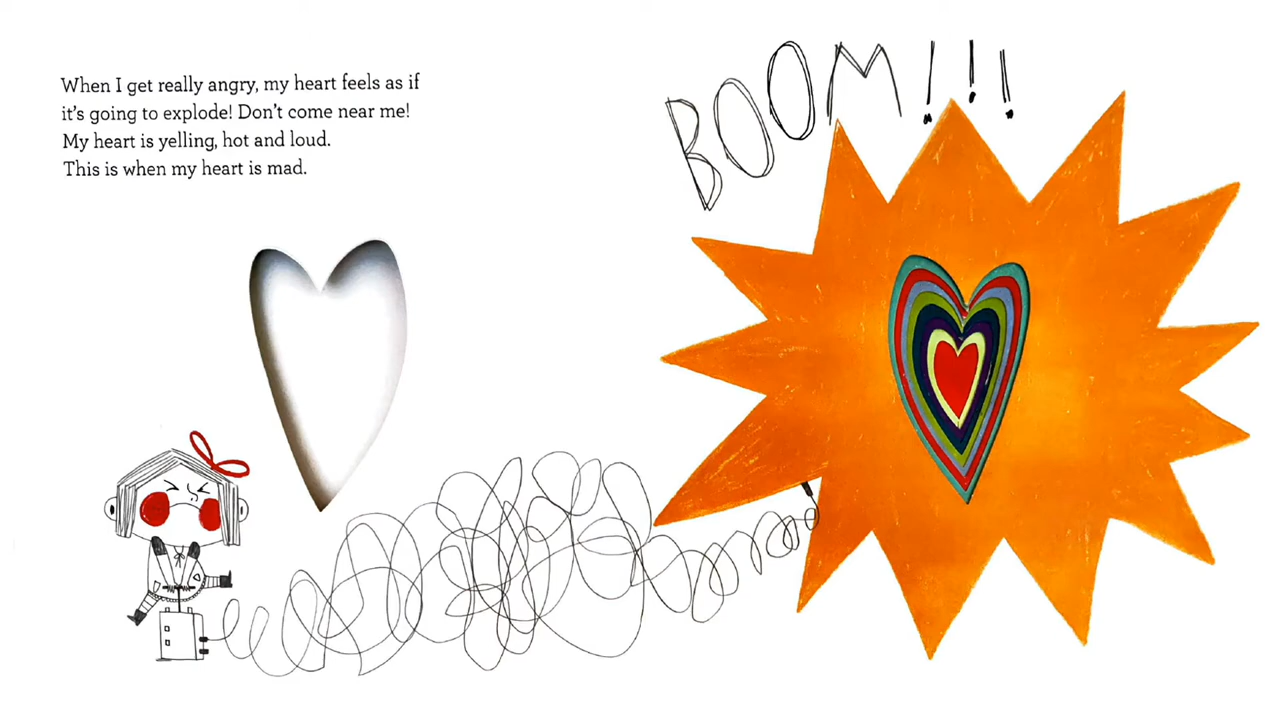 When I get really angry, my heart feels as if
it's going to explode! Don't come near me!
My heart is yelling, hot and loud.
This is when my heart is mad.
BOOM!!!